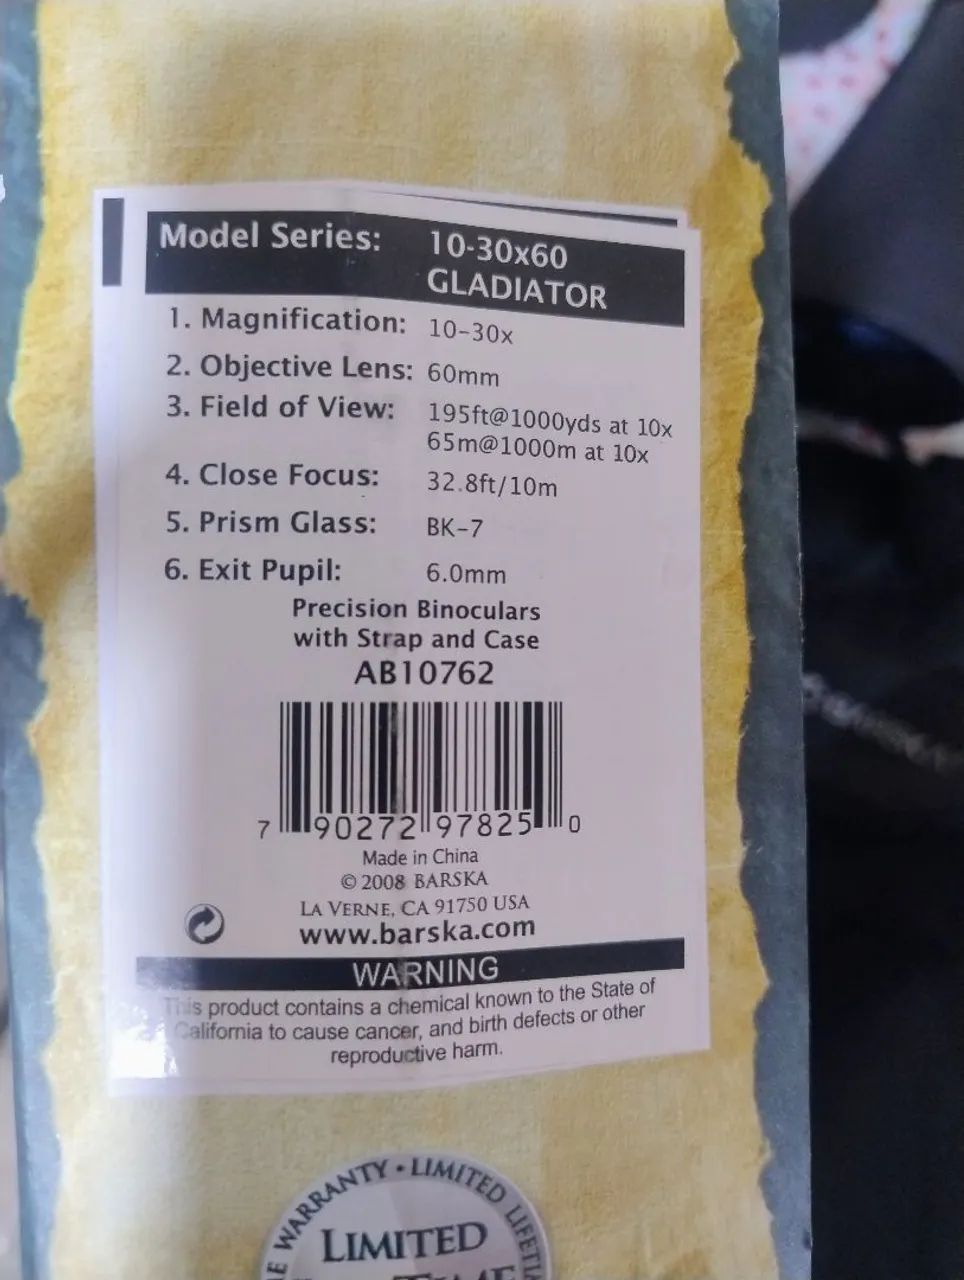 Model Series: 10-30x60
GLADIATOR
1. Magnification: 10-30x
2. Objective Lens: 60mm
3. Field of View: 195ft@1000yds at 10x
65m@1000m at 10x
4. Close Focus: 32.8ft/10m
5. Prism Glass: BK-7
6. Exit Pupil: 6.0mm
Precision Binoculars
with Strap and Case
AB10762
7 90272 97825 0
Made in China
© 2008 BARSKA
LA VERNE, CA 91750 USA
www.barska.com
WARNING
This product contains a chemical known to the State of
California to cause cancer, and birth defects or other
reproductive harm.
WARRANTY • LIMITED
LIMITED